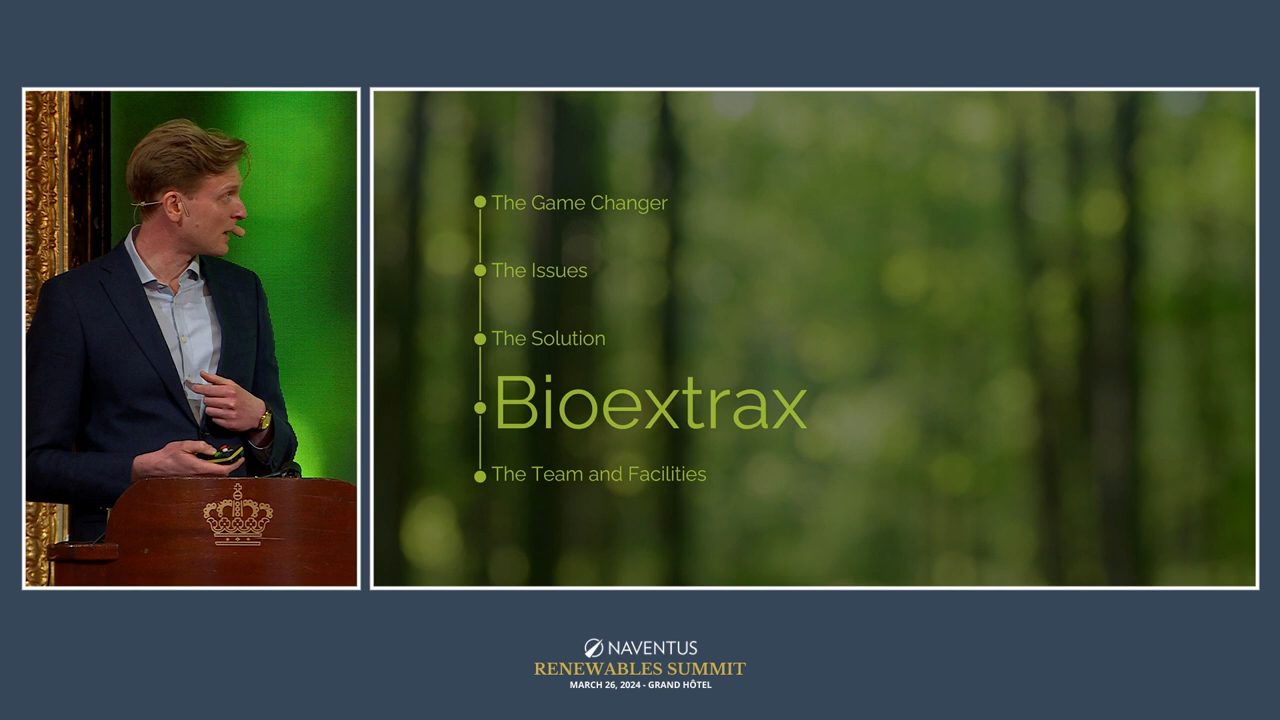 The Game Changer
The Issues
The Solution
Bioextrax
The Team and Facilities
NAVENTUS
RENEWABLES SUMMIT
MARCH 26, 2024 - GRAND HÔTEL